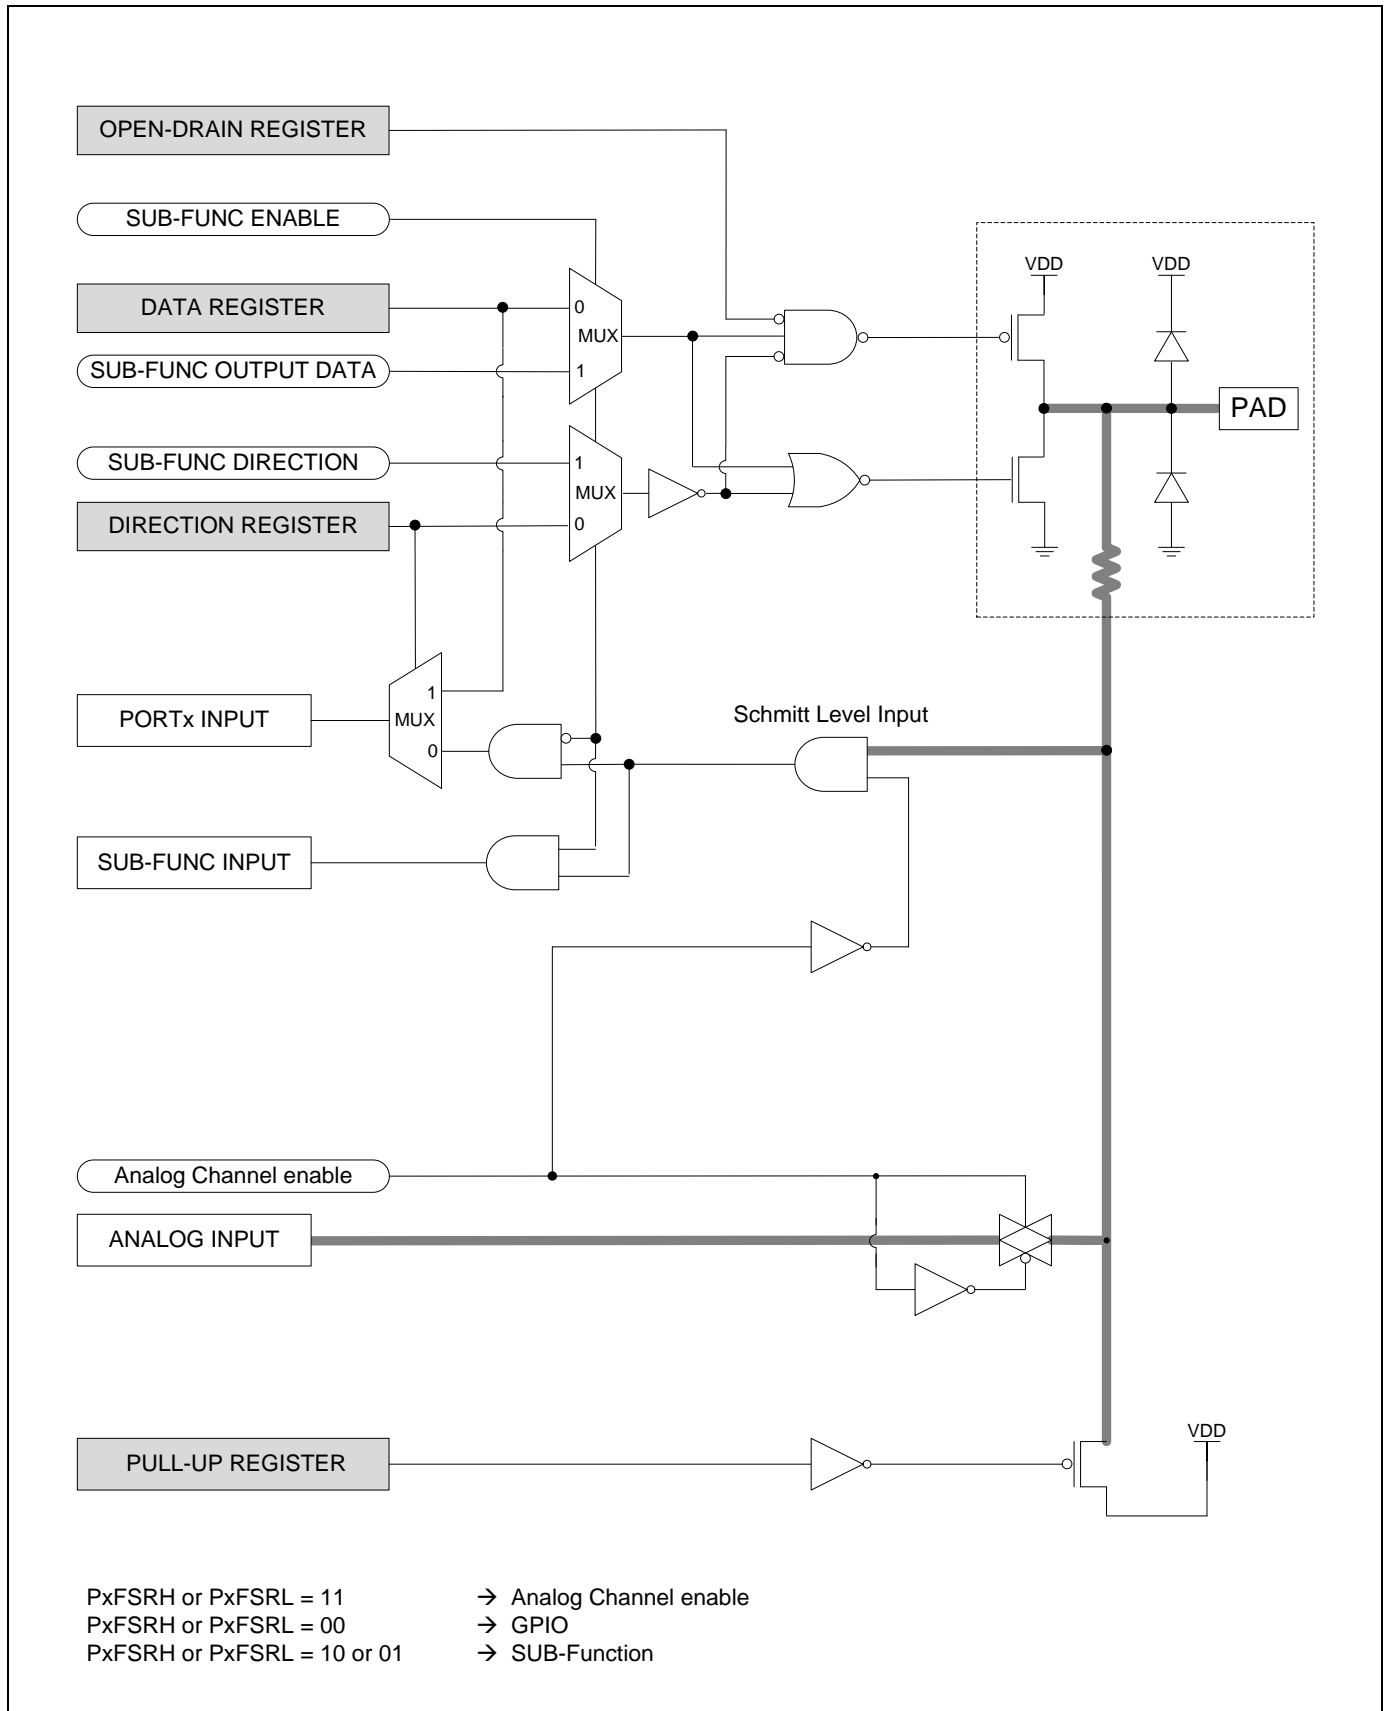 OPEN-DRAIN REGISTER
SUB-FUNC ENABLE
VDD VDD
DATA REGISTER
0
MUX
SUB-FUNC OUTPUT DATA
1
PAD
SUB-FUNC DIRECTION
1
MUX
DIRECTION REGISTER
0
1
PORTx INPUT
MUX
Schmitt Level Input
0
SUB-FUNC INPUT
Analog Channel enable
ANALOG INPUT
VDD
PULL-UP REGISTER
PxFSRH or PxFSRL = 11 → Analog Channel enable
PxFSRH or PxFSRL = 00 → GPIO
PxFSRH or PxFSRL = 10 or 01 → SUB-Function